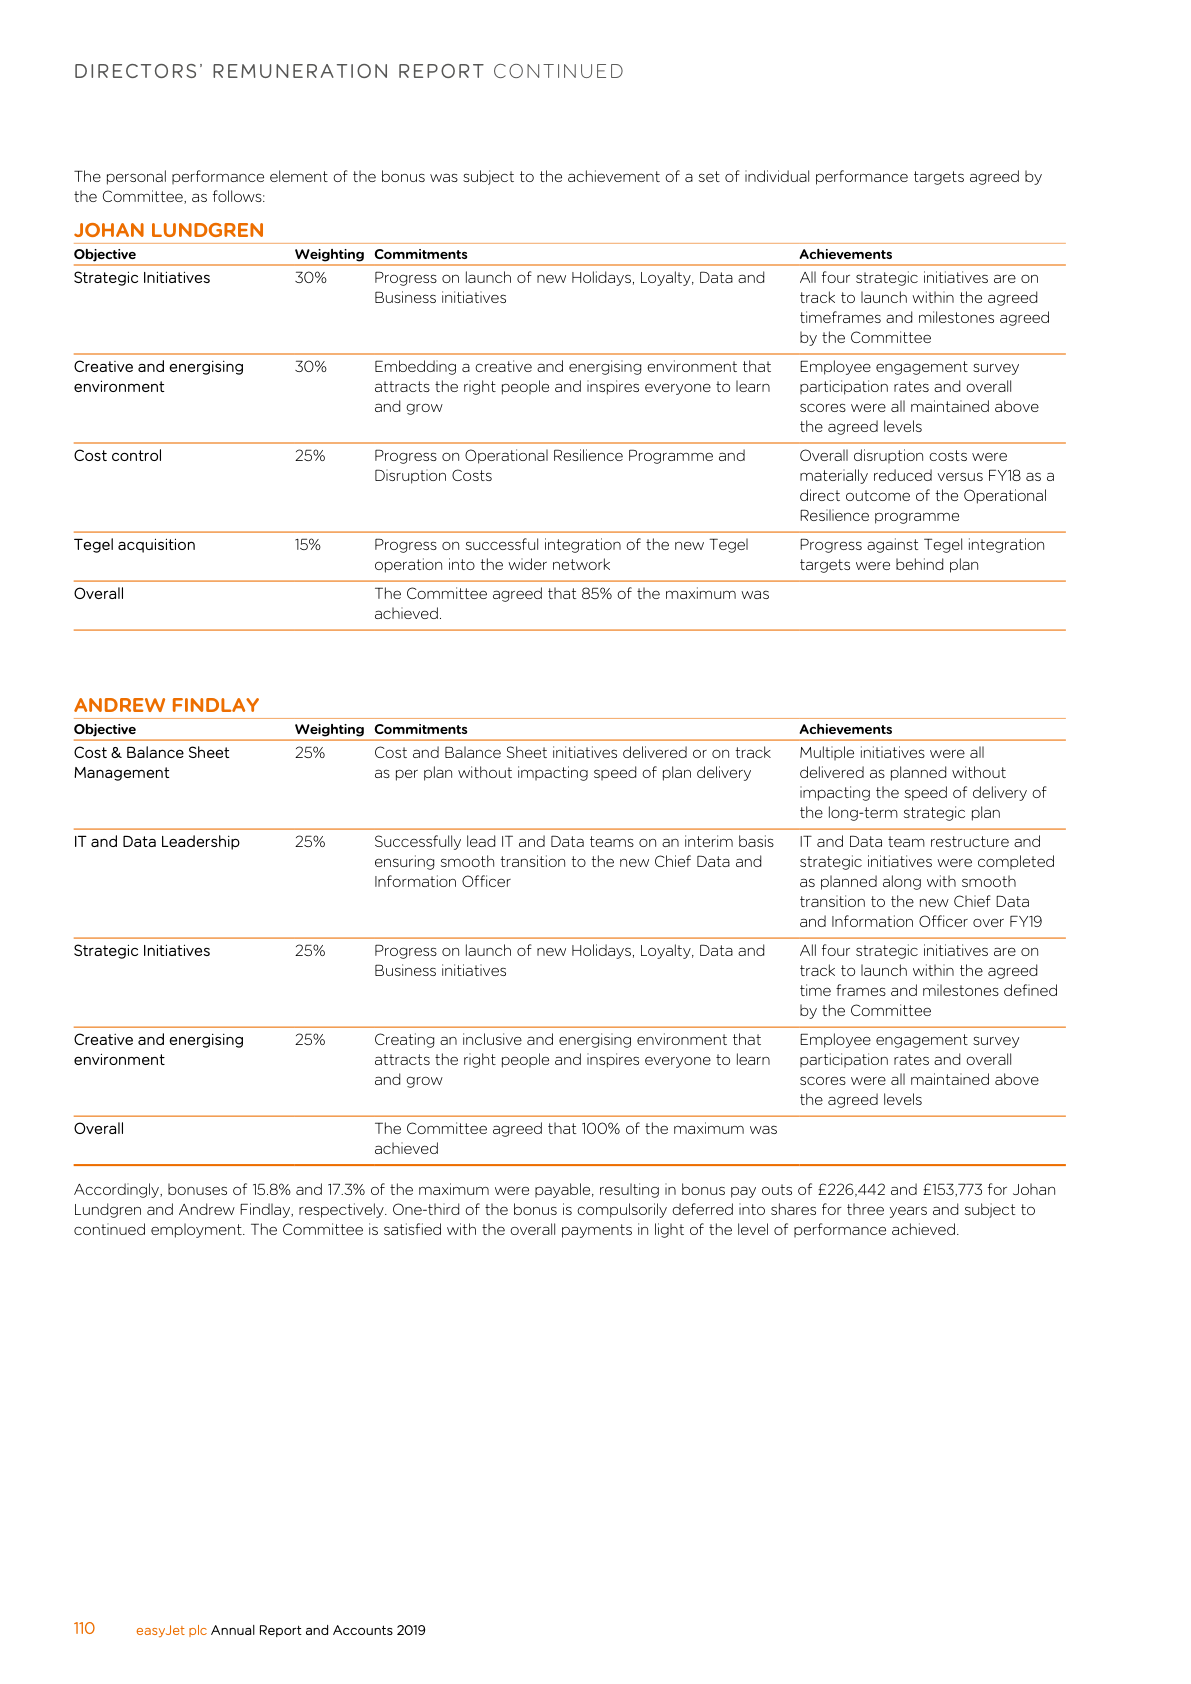 DIRECTORS' REMUNERATION REPORT CONTINUED
The personal performance element of the bonus was subject to the achievement of a set of individual performance targets agreed by
the Committee, as follows:
JOHAN LUNDGREN
Objective Weighting Commitments Achievements
Strategic Initiatives 30% Progress on launch of new Holidays, Loyalty, Data and All four strategic initiatives are on
Business initiatives track to launch within the agreed
timeframes and milestones agreed
by the Committee
Creative and energising 30% Embedding a creative and energising environment that Employee engagement survey
environment attracts the right people and inspires everyone to learn participation rates and overall
and grow scores were all maintained above
the agreed levels
Cost control 25% Progress on Operational Resilience Programme and Overall disruption costs were
Disruption Costs materially reduced versus FY18 as a
direct outcome of the Operational
Resilience programme
Tegel acquisition 15% Progress on successful integration of the new Tegel Progress against Tegel integration
operation into the wider network targets were behind plan
Overall The Committee agreed that 85% of the maximum was
achieved.
ANDREW FINDLAY
Objective Weighting Commitments Achievements
Cost & Balance Sheet 25% Cost and Balance Sheet initiatives delivered or on track Multiple initiatives were all
Management as per plan without impacting speed of plan delivery delivered as planned without
impacting the speed of delivery of
the long-term strategic plan
IT and Data Leadership 25% Successfully lead IT and Data teams on an interim basis IT and Data team restructure and
ensuring smooth transition to the new Chief Data and strategic initiatives were completed
Information Officer as planned along with smooth
transition to the new Chief Data
and Information Officer over FY19
Strategic Initiatives 25% Progress on launch of new Holidays, Loyalty, Data and All four strategic initiatives are on
Business initiatives track to launch within the agreed
time frames and milestones defined
by the Committee
Creative and energising 25% Creating an inclusive and energising environment that Employee engagement survey
environment attracts the right people and inspires everyone to learn participation rates and overall
and grow scores were all maintained above
the agreed levels
Overall The Committee agreed that 100% of the maximum was
achieved
Accordingly, bonuses of 15.8% and 17.3% of the maximum were payable, resulting in bonus pay outs of £226,442 and £153,773 for Johan
Lundgren and Andrew Findlay, respectively. One-third of the bonus is compulsorily deferred into shares for three years and subject to
continued employment. The Committee is satisfied with the overall payments in light of the level of performance achieved.
110 easyJet plc Annual Report and Accounts 2019